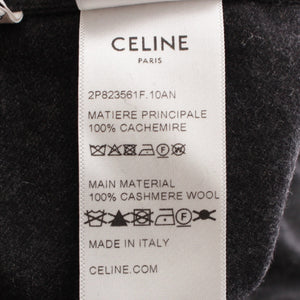 CELINE
PARIS
2P823561F.10AN
MATIERE PRINCIPALE
100% CACHEMIRE
MAIN MATERIAL
100% CASHMERE WOOL
MADE IN ITALY
CELINE.COM